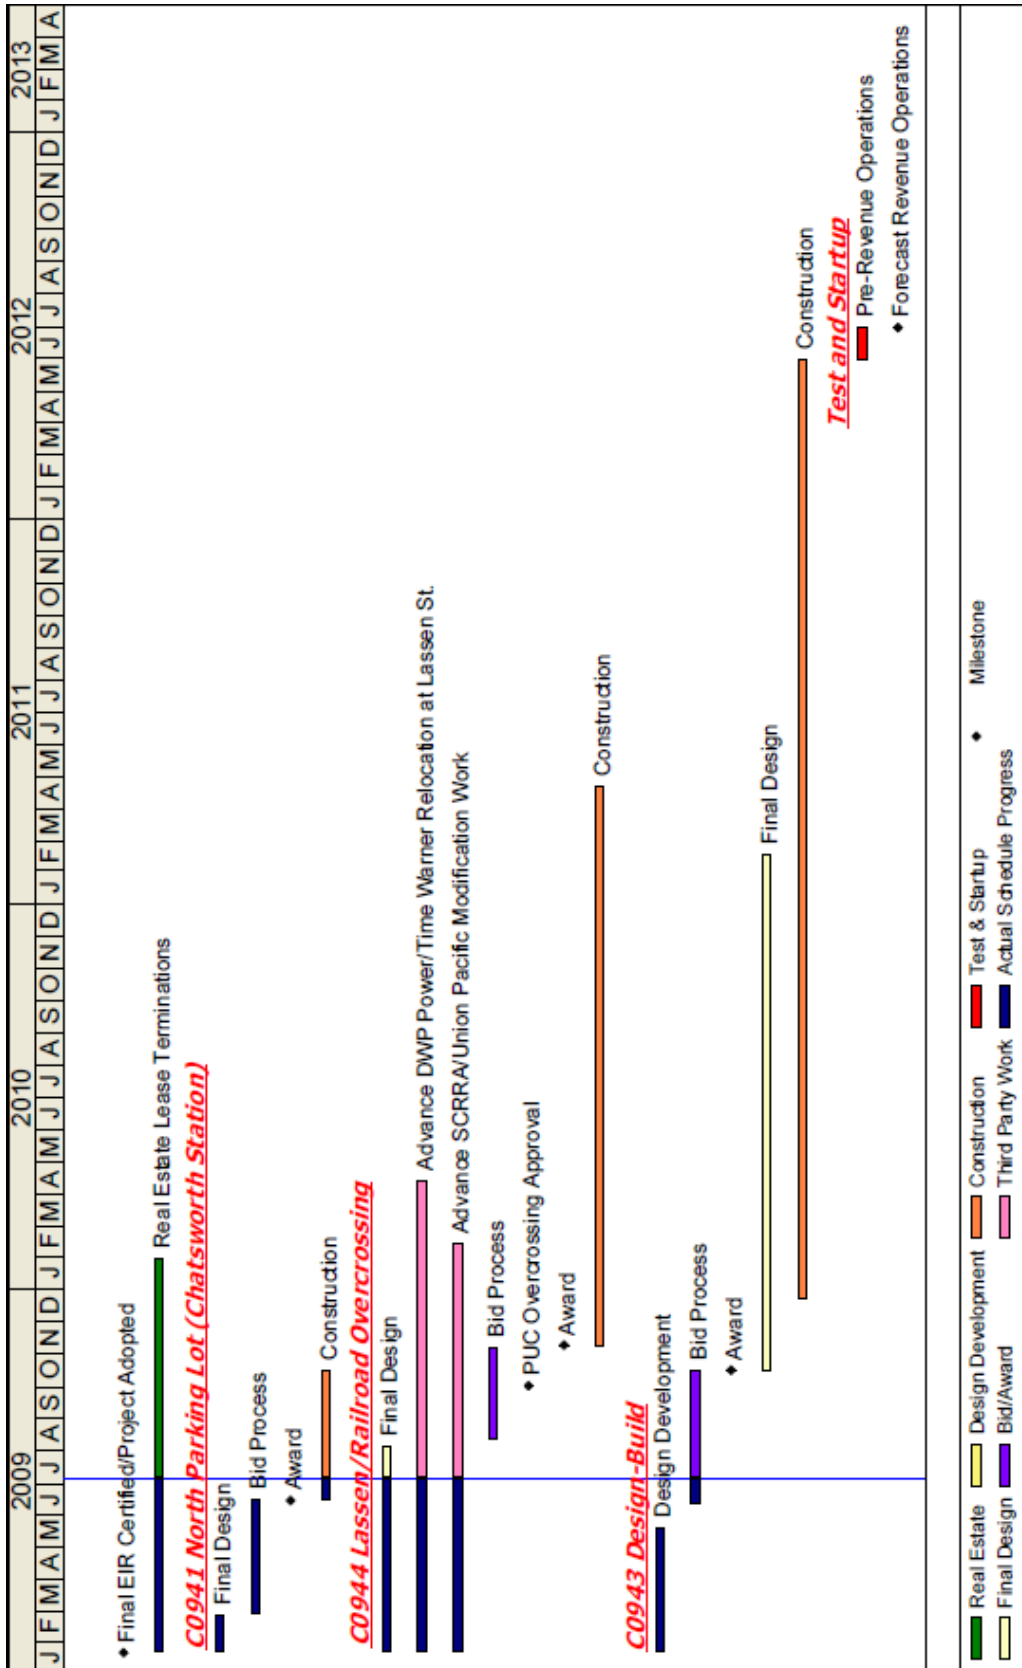 2009 2010 2011 2012 2013
J F M A M J J A S O N D J F M A M J J A S O N D J F M A M J J A S O N D J F M A M J J A S O N D J F M A
Final EIR Certified/Project Adopted
Real Estate Lease Terminations
C0941 North Parking Lot (Chatsworth Station)
Final Design
Bid Process
Award
Construction
C0944 Lassen/Railroad Overcrossing
Final Design
Advance DWP Power/Time Warner Relocation at Lassen St.
Advance SCRRA/Union Pacific Modification Work
Bid Process
PUC Overcrossing Approval
Award
Construction
C0943 Design-Build
Design Development
Bid Process
Award
Final Design
Construction
Test and Startup
Pre-Revenue Operations
Forecast Revenue Operations
Real Estate Design Development Construction Test & Startup Milestone
Final Design Bid/Award Third Party Work Actual Schedule Progress